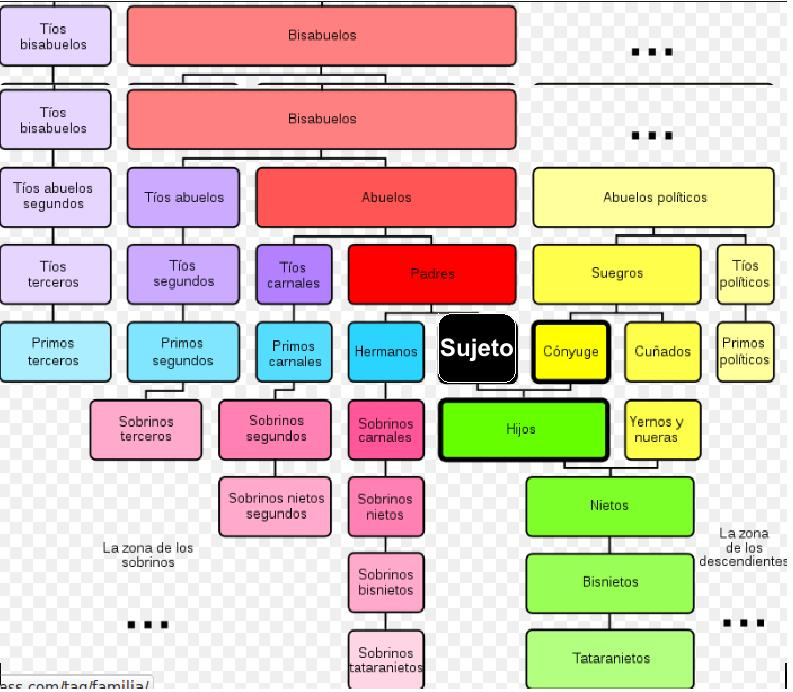 Tíos
bisabuelos
Bisabuelos
Tíos
bisabuelos
Bisabuelos
Tíos abuelos
segundos
Tíos abuelos
Abuelos
Abuelos políticos
Tíos
terceros
Tíos
segundos
Tíos
carnales
Padres
Suegros
Tíos
políticos
Primos
terceros
Primos
segundos
Primos
carnales
Hermanos
Sujeto
Cónyuge
Cuñados
Primos
políticos
Sobrinos
terceros
Sobrinos
segundos
Sobrinos
carnales
Hijos
Yernos y
nueras
Sobrinos nietos
segundos
Sobrinos
nietos
Nietos
La zona de los
sobrinos
La zona
de los
descendientes
Sobrinos
bisnietos
Bisnietos
Sobrinos
tataranietos
Tataranietos
ess.com/tag/familia/